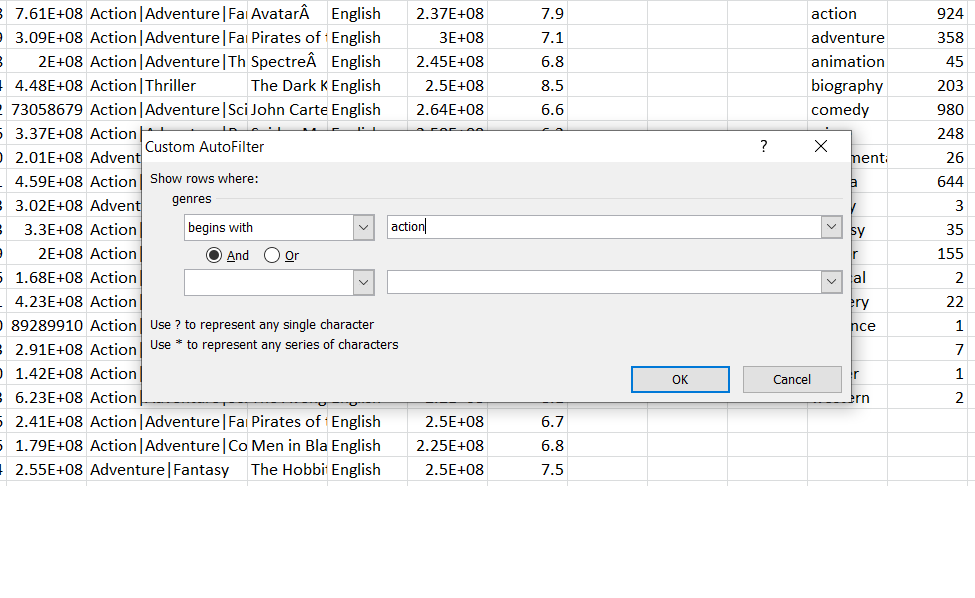 7.61E+08 Action|Adventure|Fa AvatarÂ English 2.37E+08 7.9 action 924
3.09E+08 Action|Adventure|Fa Pirates of English 3E+08 7.1 adventure 358
2E+08 Action|Adventure|Th SpectreÂ English 2.45E+08 6.8 animation 45
4.48E+08 Action|Thriller The Dark K English 2.5E+08 8.5 biography 203
73058679 Action|Adventure|Sci John Carte English 2.64E+08 6.6 comedy 980
3.37E+08 248
2.01E+08 Advent 26
4.59E+08 Action 644
3.02E+08 Advent 3
3.3E+08 Action 35
2E+08 Action 155
1.68E+08 Action 2
4.23E+08 Action 22
89289910 Action 1
2.91E+08 Action 7
1.42E+08 Action 1
6.23E+08 Action 2
Custom AutoFilter ?
Show rows where:
genres
begins with action
And Or
Use ? to represent any single character
Use * to represent any series of characters
OK Cancel
2.41E+08 Action|Adventure|Fa Pirates of English 2.5E+08 6.7
1.79E+08 Action|Adventure|Co Men in Bla English 2.25E+08 6.8
2.55E+08 Adventure|Fantasy The Hobbi English 2.5E+08 7.5